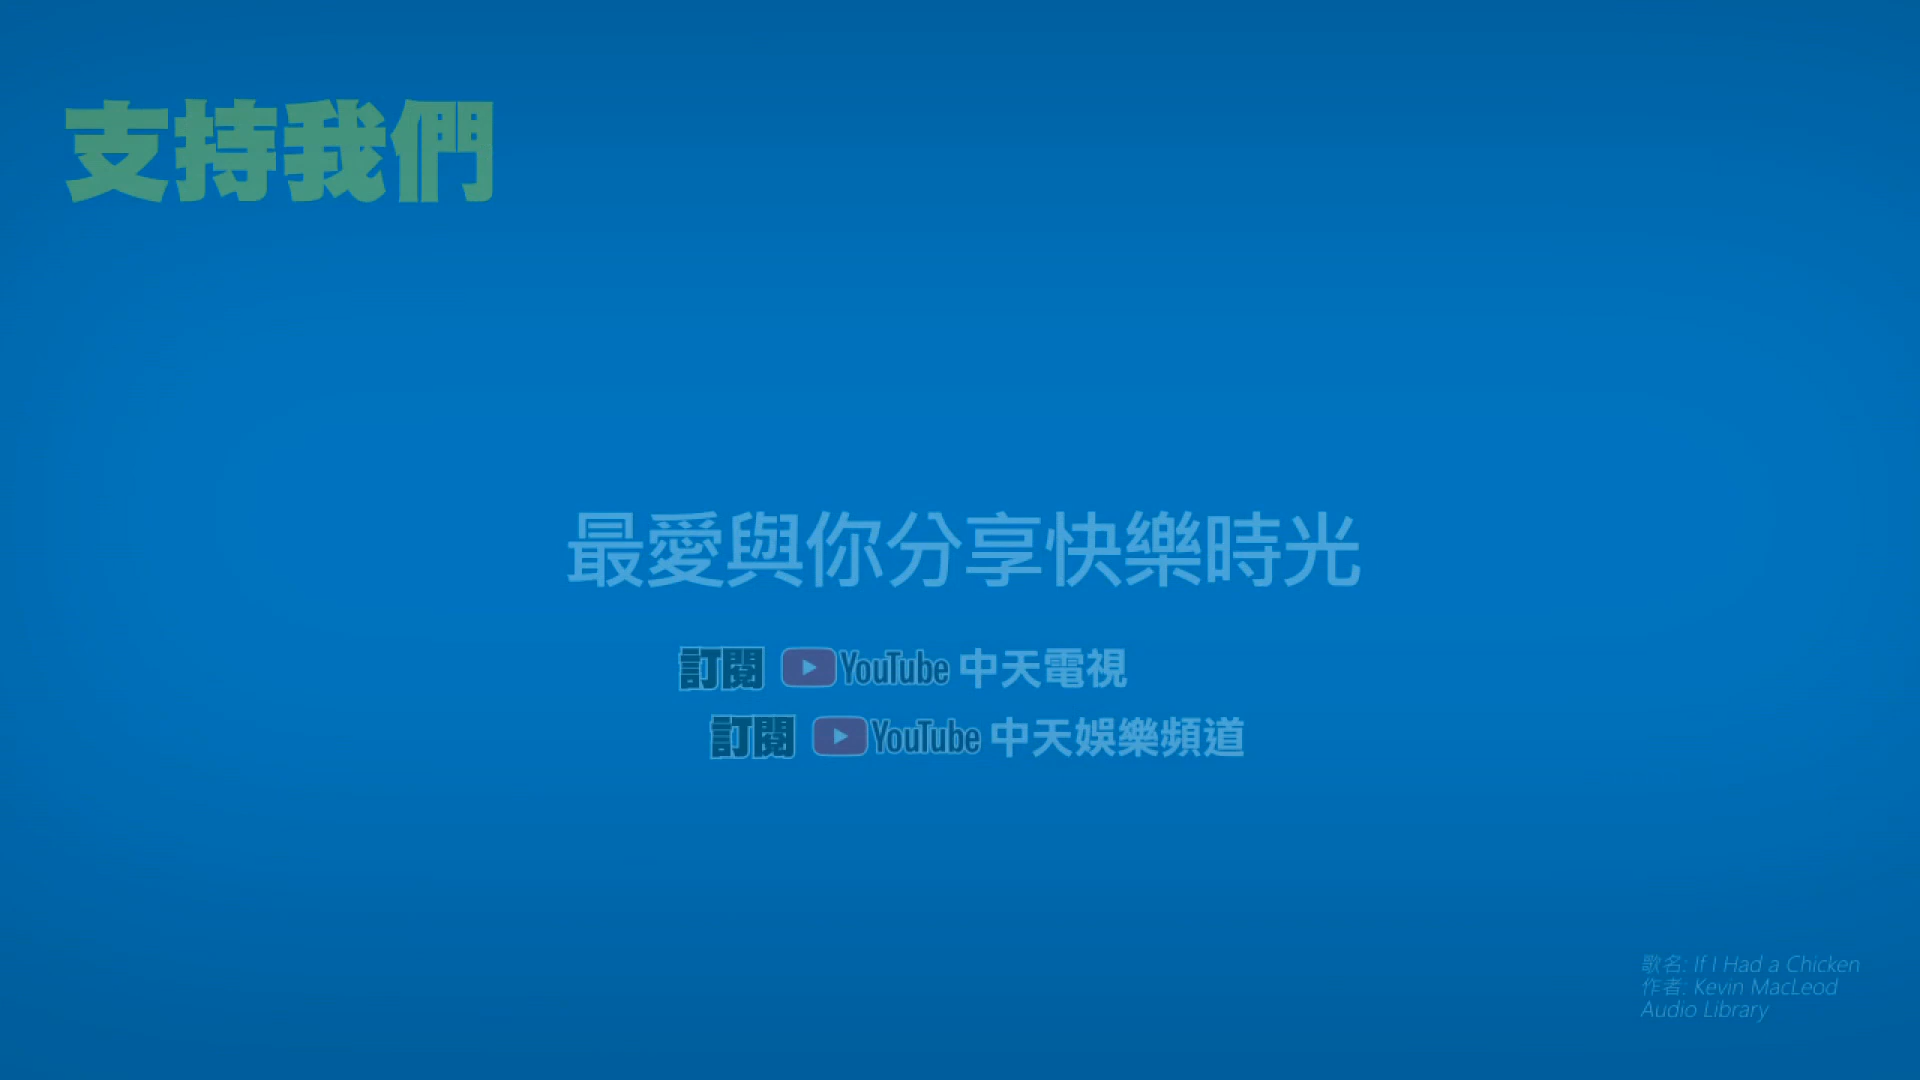 支持我們
最愛與你分享快樂時光
訂閱 YouTube 中天電視
訂閱 YouTube 中天娛樂頻道
歌名: If I Had a Chicken
作者: Kevin MacLeod
Audio Library